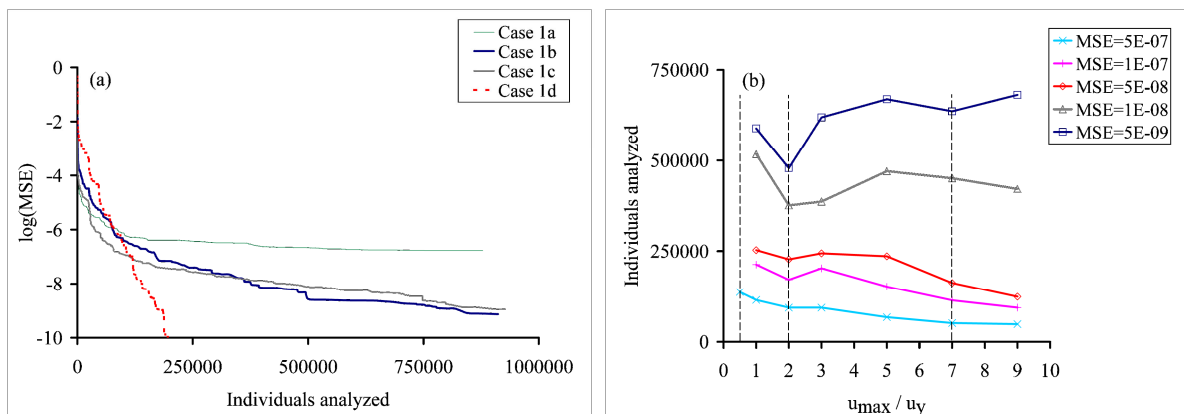 Case 1a
Case 1b
Case 1c
Case 1d
(a)
0
-2
-4
-6
-8
-10
log(MSE)
0
250000
500000
750000
1000000
Individuals analyzed
MSE=5E-07
MSE=1E-07
MSE=5E-08
MSE=1E-08
MSE=5E-09
(b)
750000
500000
250000
0
Individuals analyzed
0 1 2 3 4 5 6 7 8 9 10
u_max / u_y